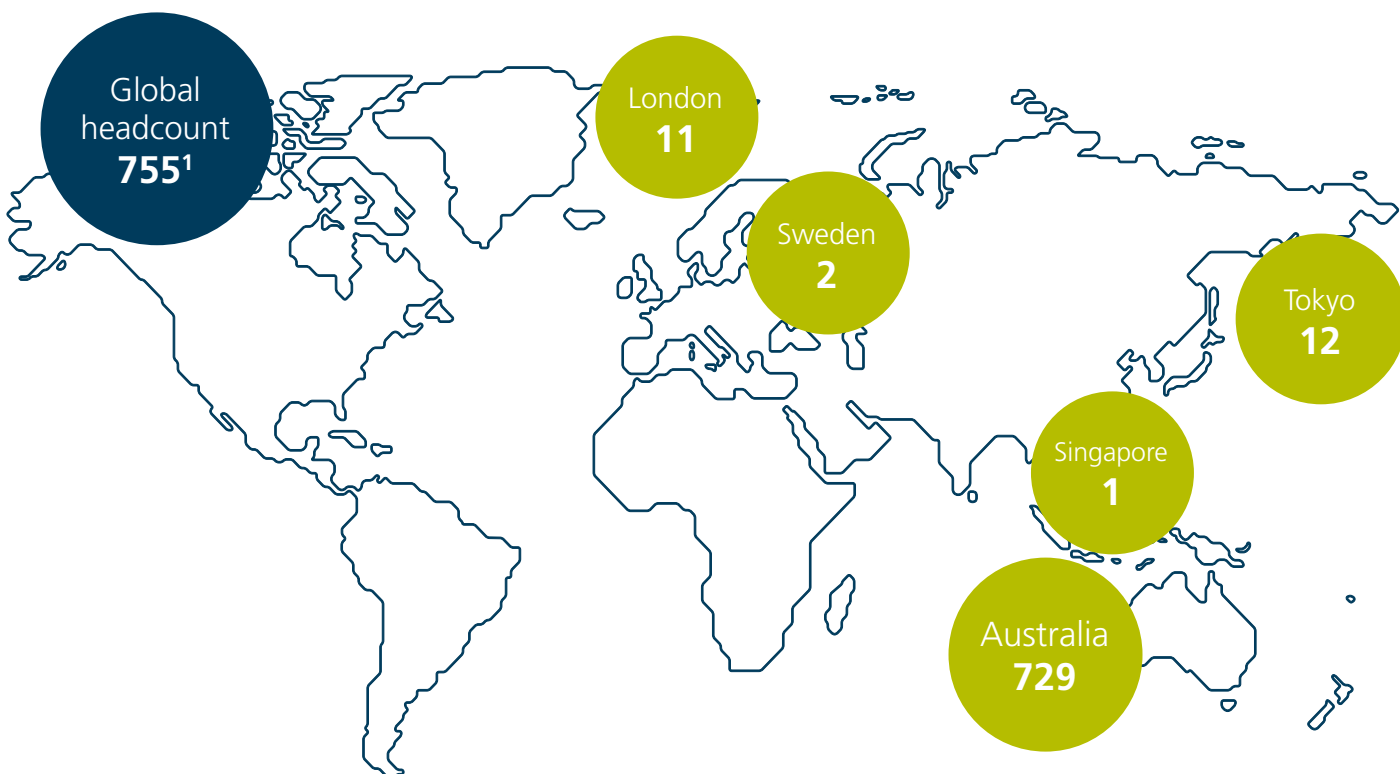 Global
headcount
755¹
London
11
Sweden
2
Tokyo
12
Singapore
1
Australia
729